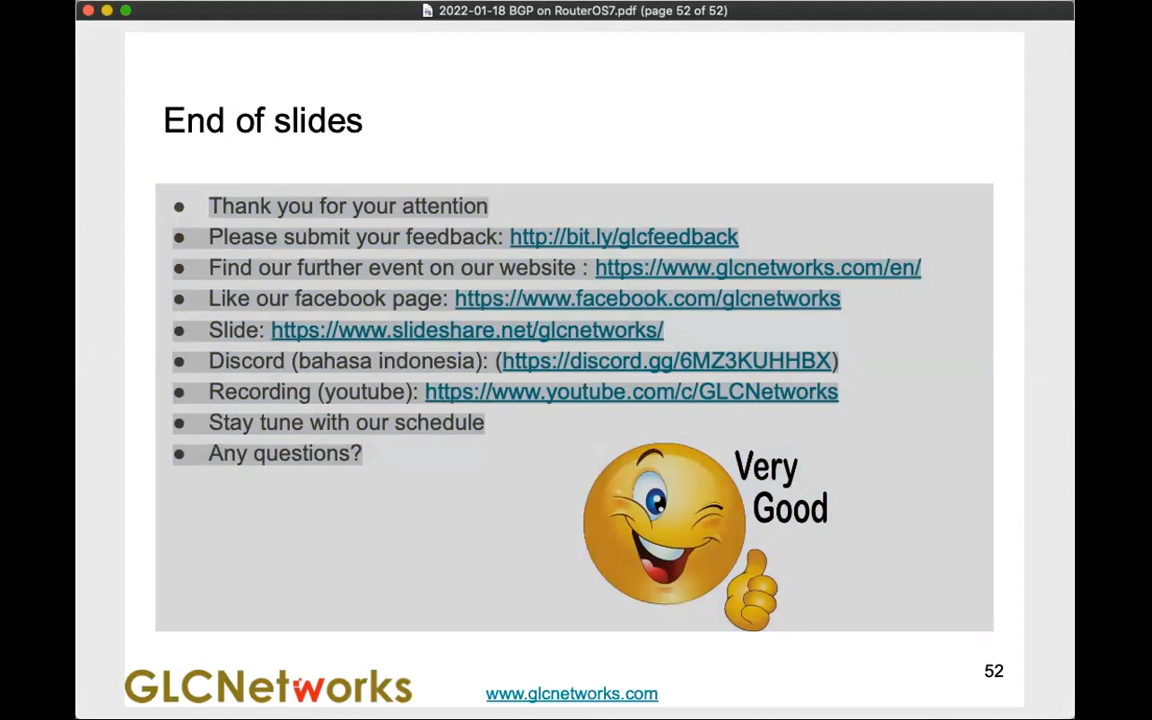 2022-01-18 BGP on RouterOS7.pdf (page 52 of 52)
End of slides
● Thank you for your attention
● Please submit your feedback: http://bit.ly/glcfeedback
● Find our further event on our website : https://www.glcnetworks.com/en/
● Like our facebook page: https://www.facebook.com/glcnetworks
● Slide: https://www.slideshare.net/glcnetworks/
● Discord (bahasa indonesia): (https://discord.gg/6MZ3KUHHBX)
● Recording (youtube): https://www.youtube.com/c/GLCNetworks
● Stay tune with our schedule
● Any questions?
Very
Good
52
GLCNetworks
www.glcnetworks.com